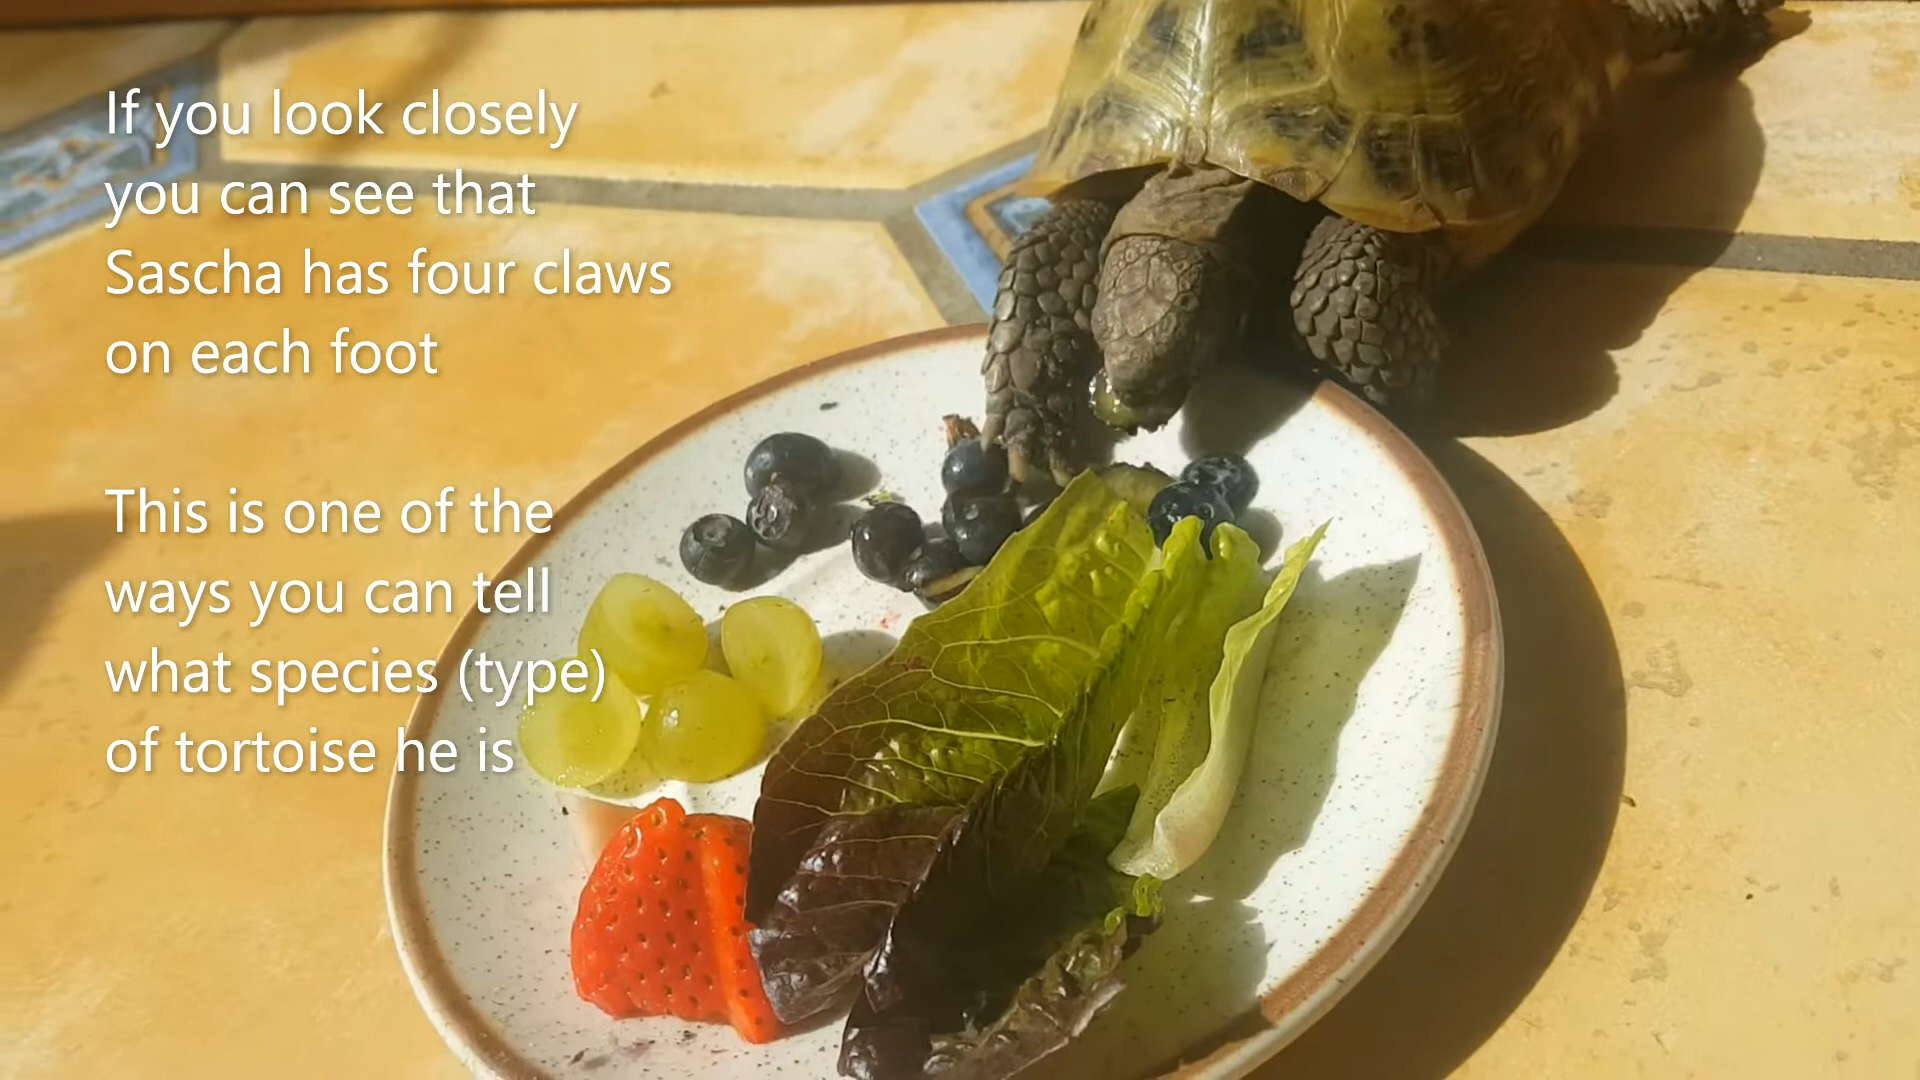 If you look closely
you can see that
Sascha has four claws
on each foot
This is one of the
ways you can tell
what species (type)
of tortoise he is